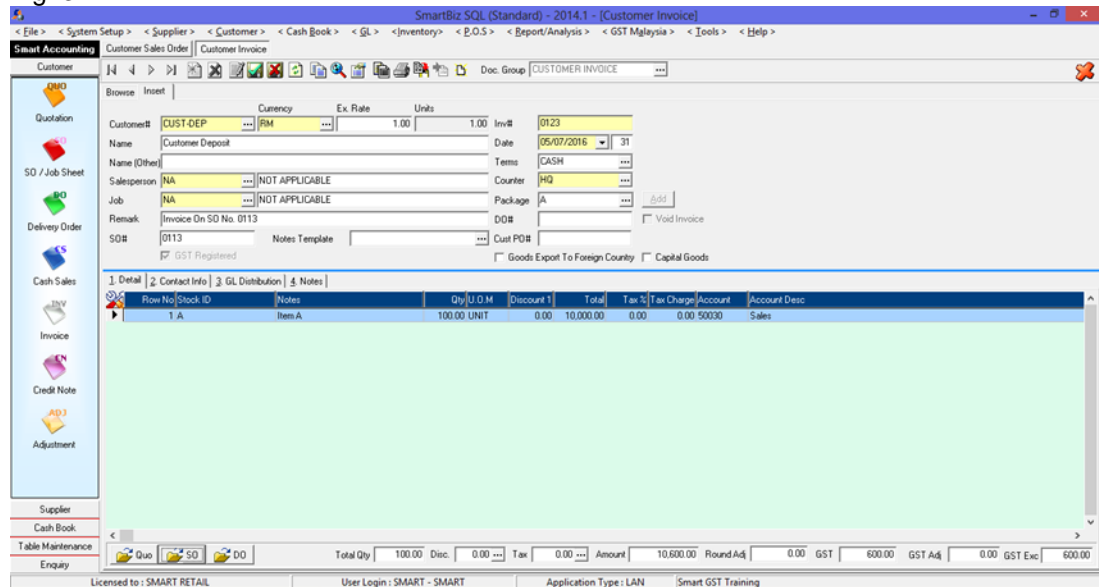 SmartBiz SQL (Standard) - 2014.1 - [Customer Invoice]
< File > < System Setup > < Supplier > < Customer > < Cash Book > < GL > <Inventory> < P.O.S > < Report/Analysis > < GST Malaysia > < Tools > < Help >
Smart Accounting Customer Sales Order Customer Invoice
Customer Doc. Group CUSTOMER INVOICE ...
Browse Insert
QUO
Quotation
SO
SO / Job Sheet
DO
Delivery Order
CS
Cash Sales
INV
Invoice
CN
Credit Note
ADJ
Adjustment
Supplier
Cash Book
Table Maintenance
Enquiry
Currency Ex. Rate Units
Customer# CUST-DEP ... RM ... 1.00 1.00 Inv# 0123
Name Customer Deposit Date 05/07/2016 31
Name (Other) Terms CASH ...
Salesperson NA ... NOT APPLICABLE Counter HQ ...
Job NA ... NOT APPLICABLE Package A ... Add
Remark Invoice On SO No. 0113 DO# Void Invoice
SO# 0113 Notes Template ... Cust PO#
GST Registered Goods Export To Foreign Country Capital Goods
1. Detail 2. Contact Info 3. GL Distribution 4. Notes
Row No Stock ID Notes Qty U.O.M Discount 1 Total Tax % Tax Charge Account Account Desc
1 A Item A 100.00 UNIT 0.00 10,000.00 0.00 0.00 50030 Sales
Quo SO DO Total Qty 100.00 Disc. 0.00 ... Tax 0.00 ... Amount 10,600.00 Round Adj 0.00 GST 600.00 GST Adj 0.00 GST Exc 600.00
Licensed to : SMART RETAIL User Login : SMART - SMART Application Type : LAN Smart GST Training